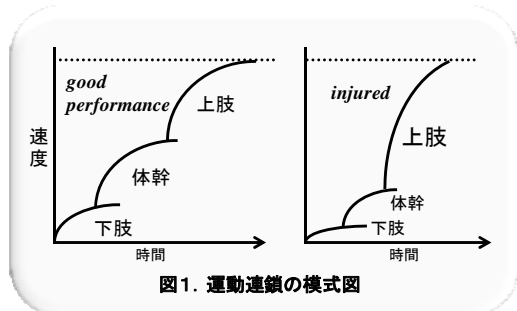 good
performance
上肢
体幹
下肢
速度
時間
injured
上肢
体幹
下肢
時間
図1. 運動連鎖の模式図